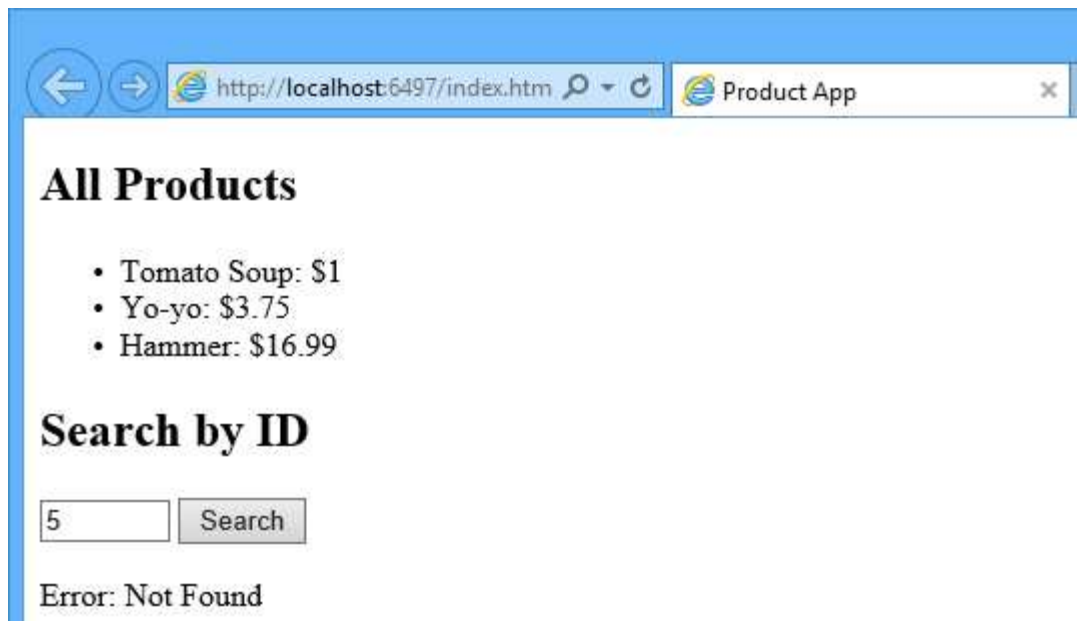 http://localhost:6497/index.htm
Product App
All Products
• Tomato Soup: $1
• Yo-yo: $3.75
• Hammer: $16.99
Search by ID
5 Search
Error: Not Found